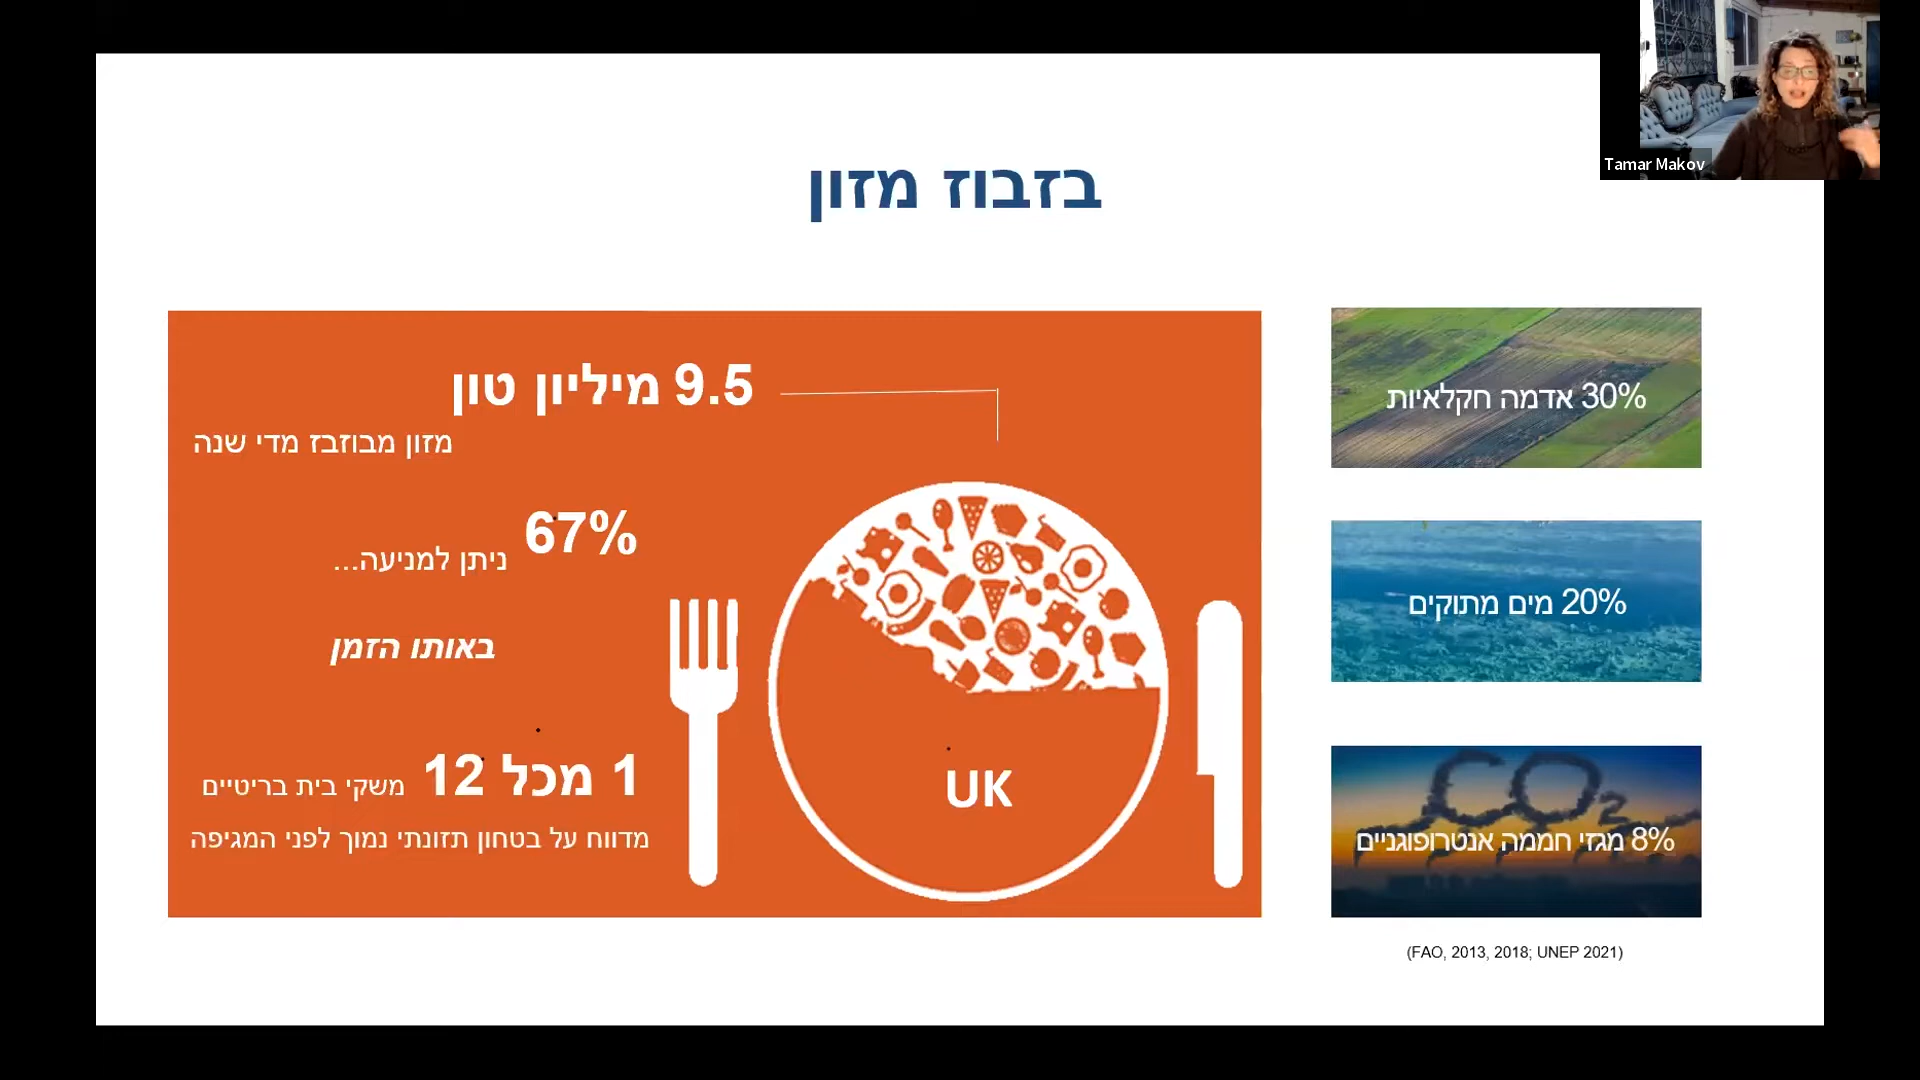 Tamar Makov
בזבוז מזון
9.5 מיליון טון
מזון מבוזבז מדי שנה
67% ניתן למניעה...
באותו הזמן
1 מכל 12 משקי בית בריטיים
מדווח על בטחון תזונתי נמוך לפני המגיפה
UK
30% אדמה חקלאיות
20% מים מתוקים
CO2
8% מגזי חממה אנטרופוגניים
(FAO, 2013, 2018; UNEP 2021)